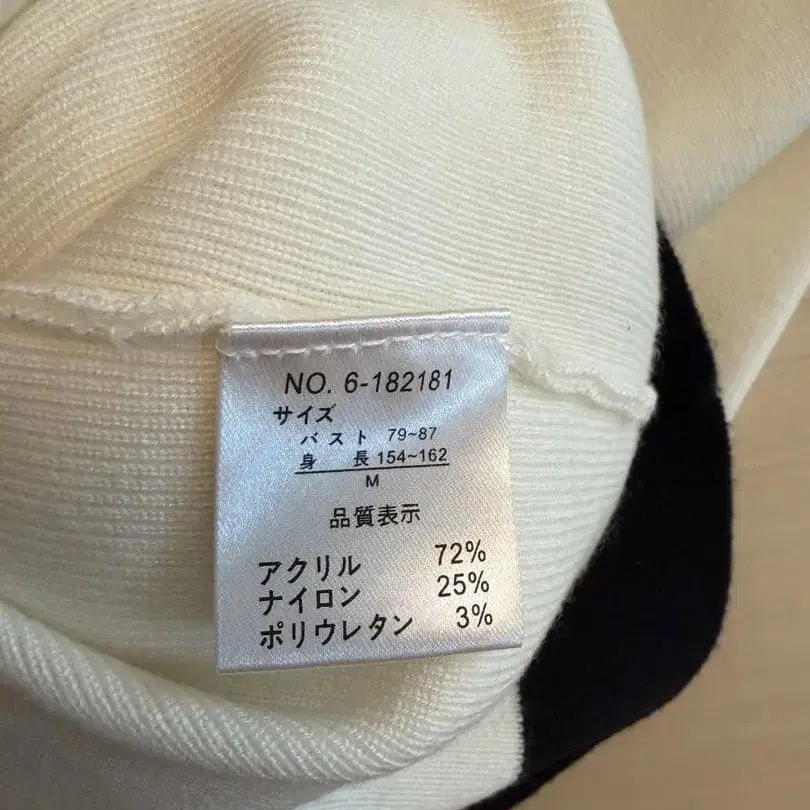 NO. 6-182181
サイズ
バスト 79~87
身長 154~162
M
品質表示
アクリル 72%
ナイロン 25%
ポリウレタン 3%